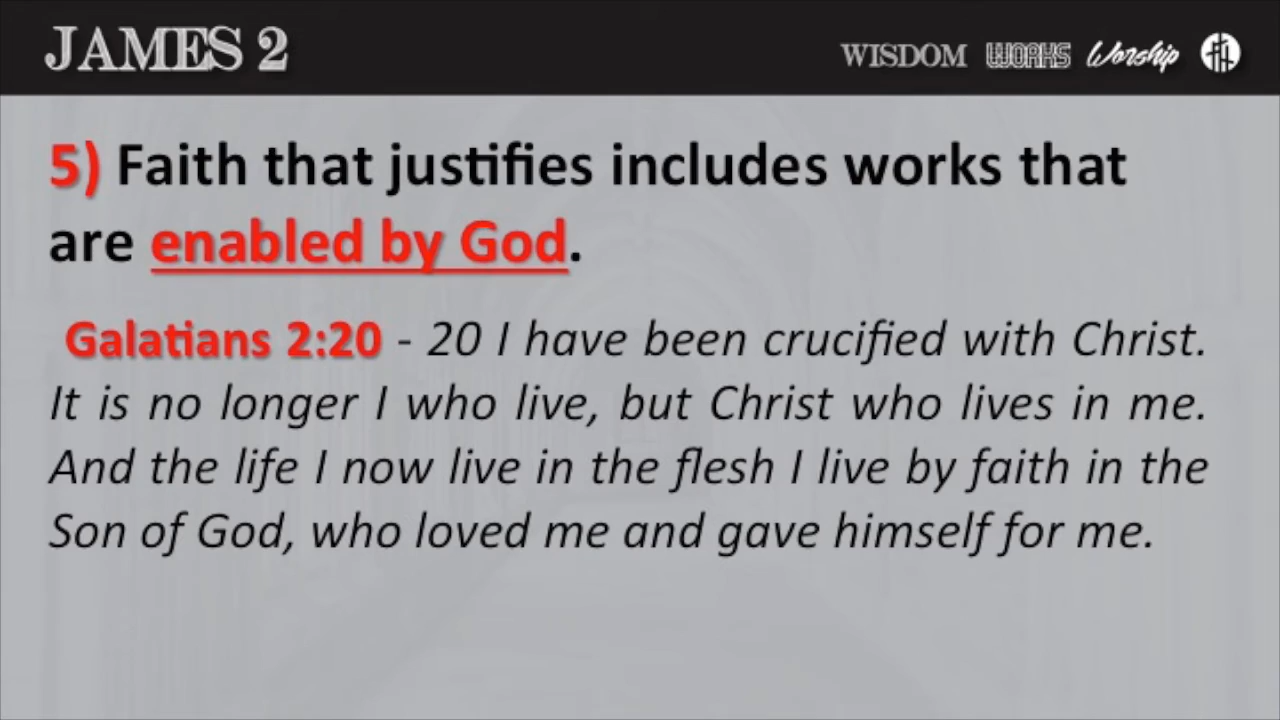 JAMES 2
WISDOM WORKS Worship
5) Faith that justifies includes works that
are enabled by God.
Galatians 2:20 - 20 I have been crucified with Christ.
It is no longer I who live, but Christ who lives in me.
And the life I now live in the flesh I live by faith in the
Son of God, who loved me and gave himself for me.